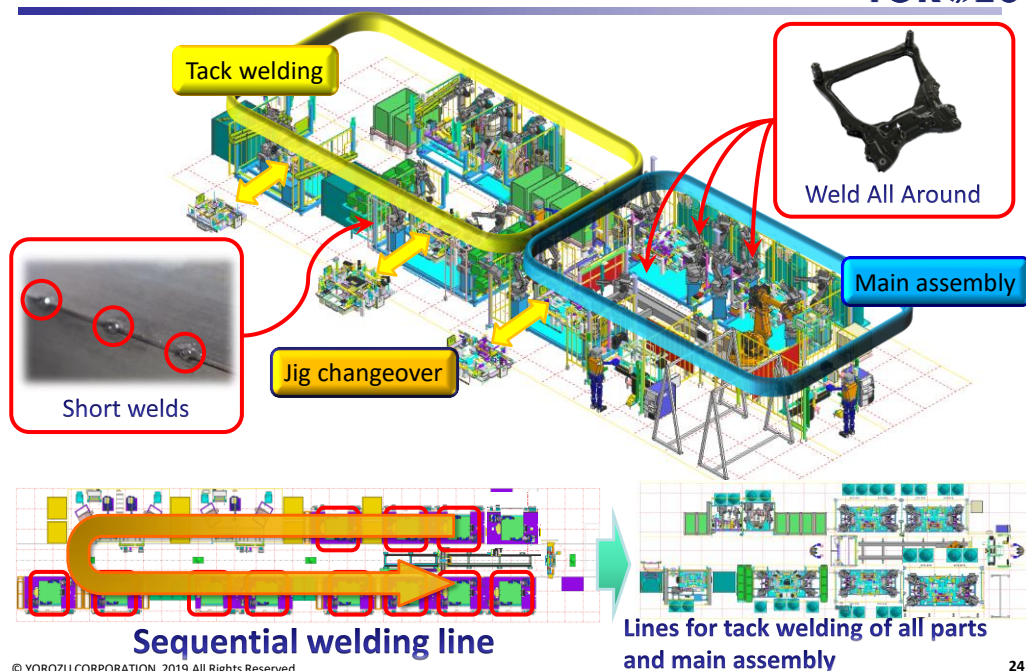 Tack welding
Weld All Around
Main assembly
Jig changeover
Short welds
Sequential welding line
Lines for tack welding of all parts
and main assembly
© YOROZU CORPORATION, 2019 All Rights Reserved
24